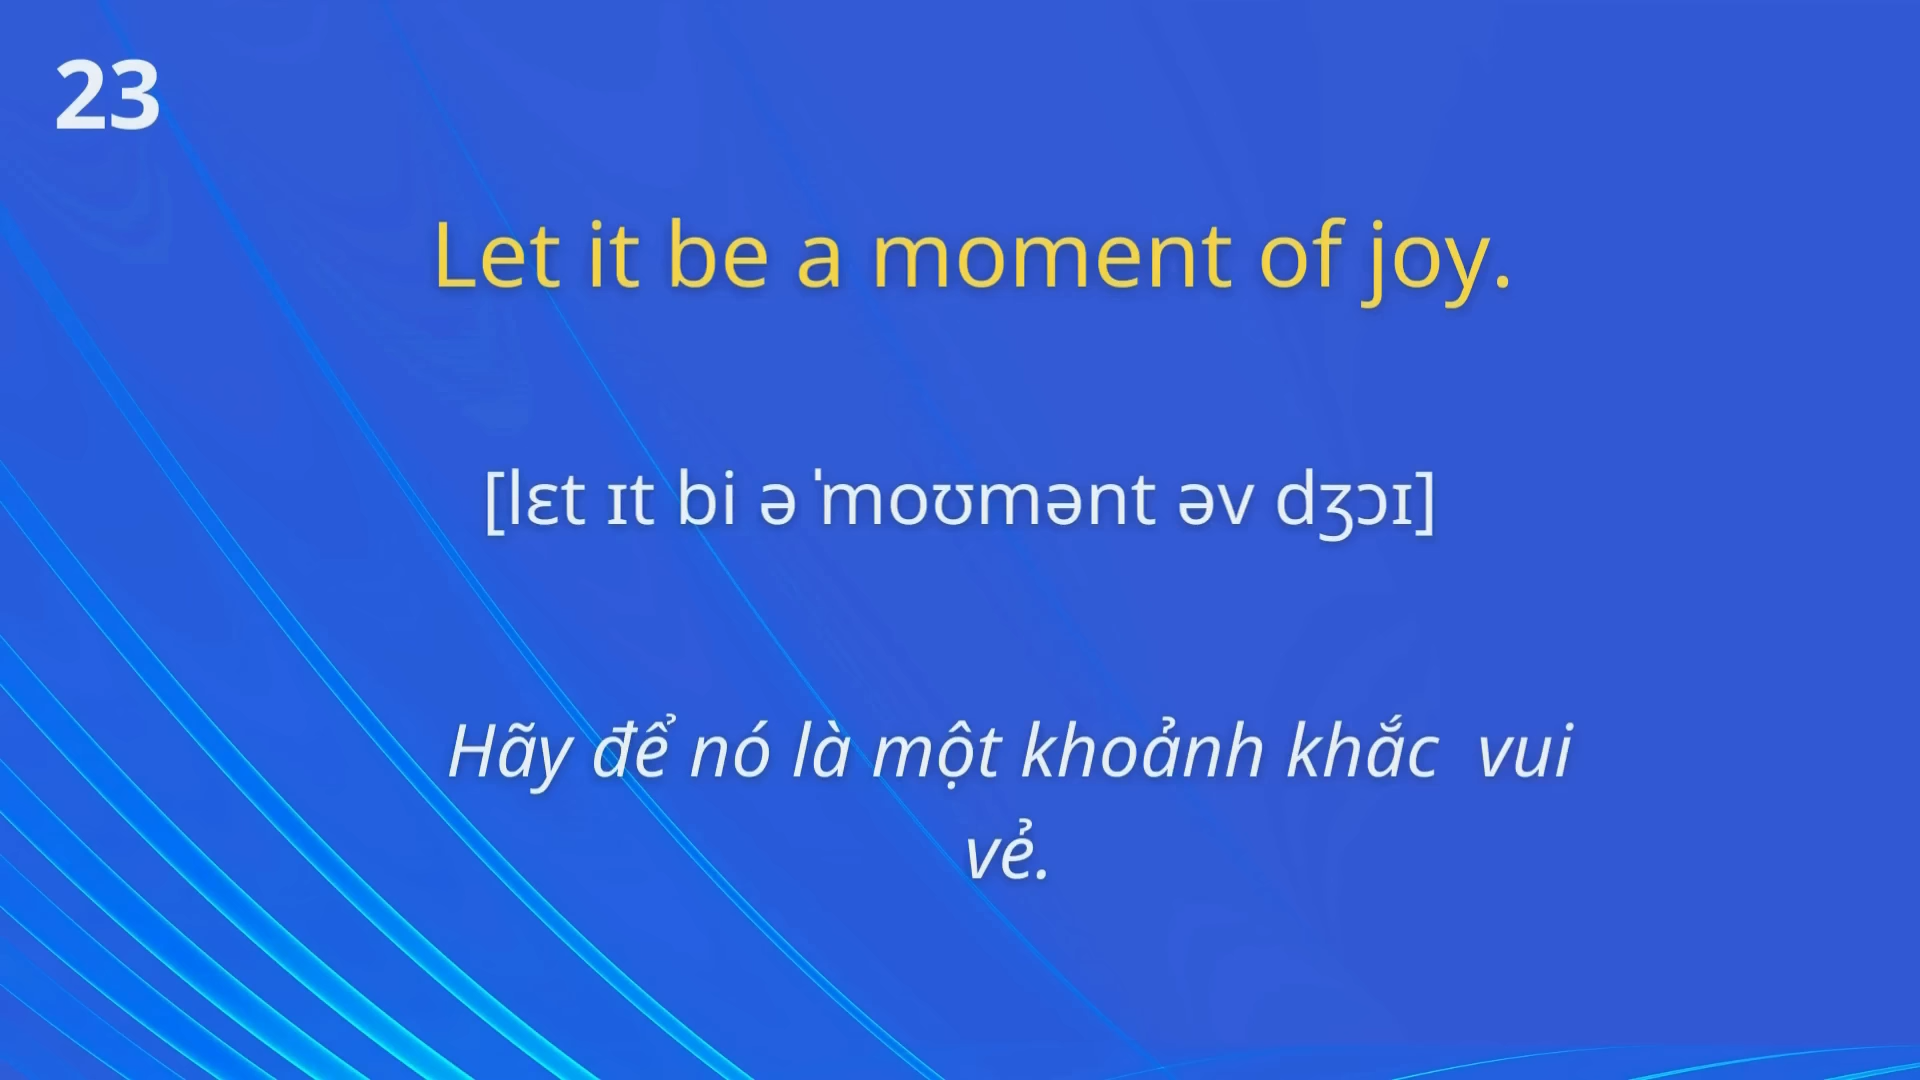 23
Let it be a moment of joy.
[lɛt ɪt bi ə ˈmoʊmənt əv dʒɔɪ]
Hãy để nó là một khoảnh khắc  vui
vẻ.